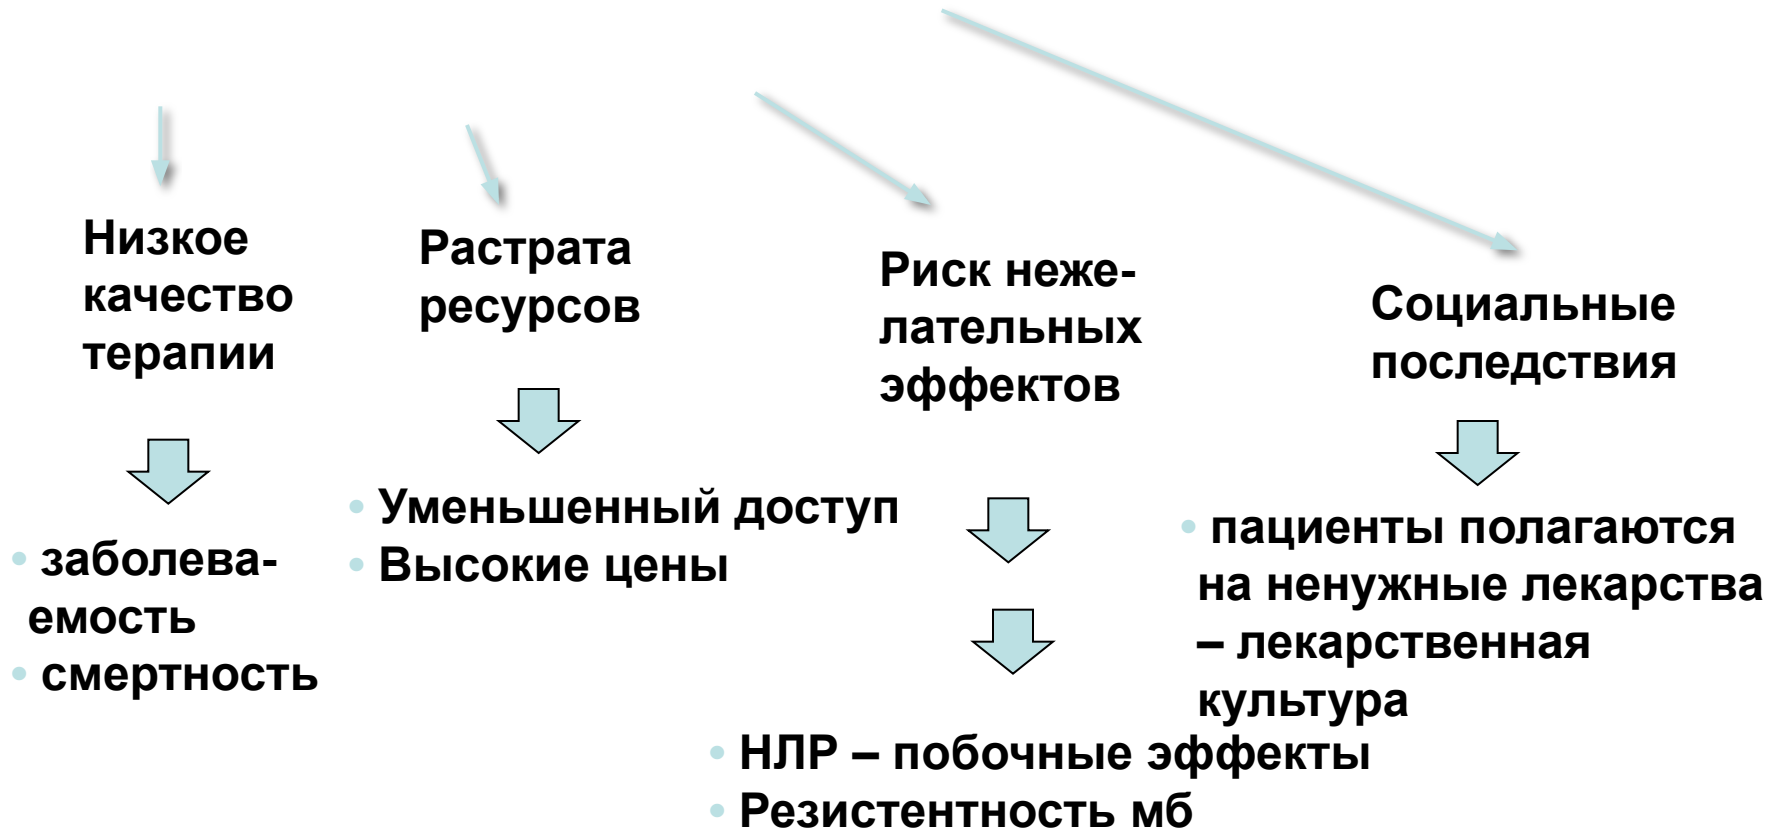 Низкое
качество
терапии
Растрата
ресурсов
Риск неже-
лательных
эффектов
Социальные
последствия
• заболева-
емость
• смертность
• Уменьшенный доступ
• Высокие цены
• НЛР – побочные эффекты
• Резистентность мб
• пациенты полагаются
на ненужные лекарства
– лекарственная
культура